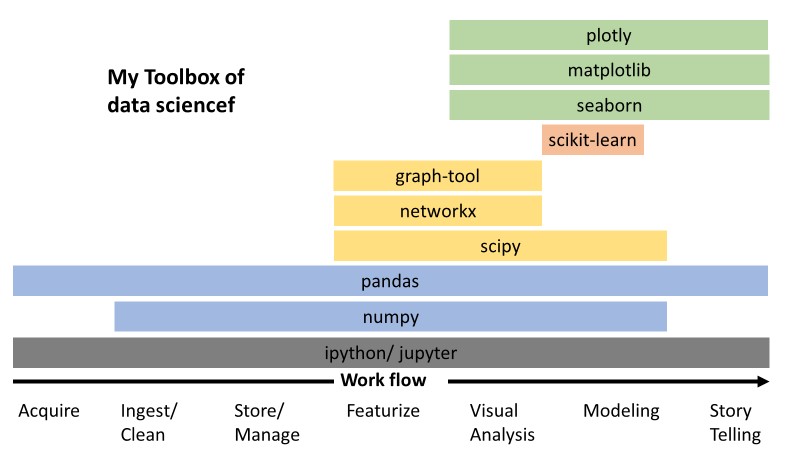 plotly
My Toolbox of
data sciencef
matplotlib
seaborn
scikit-learn
graph-tool
networkx
scipy
pandas
numpy
ipython/ jupyter
Work flow
Acquire
Ingest/
Clean
Store/
Manage
Featurize
Visual
Analysis
Modeling
Story
Telling